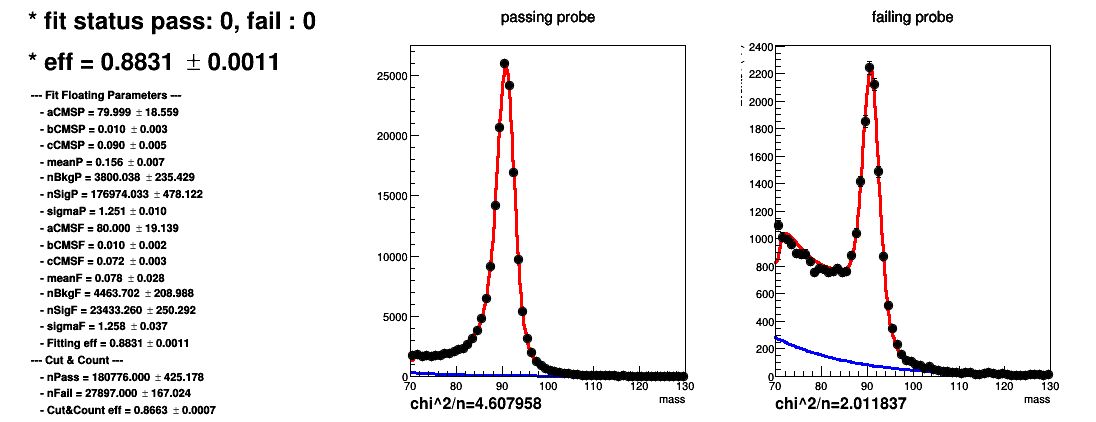 * fit status pass: 0, fail : 0
* eff = 0.8831 ± 0.0011
--- Fit Floating Parameters ---
- aCMSP = 79.999 ± 18.559
- bCMSP = 0.010 ± 0.003
- cCMSP = 0.090 ± 0.005
- meanP = 0.156 ± 0.007
- nBkgP = 3800.038 ± 235.429
- nSigP = 176974.033 ± 478.122
- sigmaP = 1.251 ± 0.010
- aCMSF = 80.000 ± 19.139
- bCMSF = 0.010 ± 0.002
- cCMSF = 0.072 ± 0.003
- meanF = 0.078 ± 0.028
- nBkgF = 4463.702 ± 208.988
- nSigF = 23433.260 ± 250.292
- sigmaF = 1.258 ± 0.037
- Fitting eff = 0.8831 ± 0.0011
--- Cut & Count ---
- nPass = 180776.000 ± 425.178
- nFail = 27897.000 ± 167.024
- Cut&Count eff = 0.8663 ± 0.0007
passing probe
25000
20000
15000
10000
5000
0
70 80 90 100 110 120 130
mass
chi^2/n=4.607958
failing probe
2400
2200
2000
1800
1600
1400
1200
1000
800
600
400
200
0
70 80 90 100 110 120 130
mass
chi^2/n=2.011837